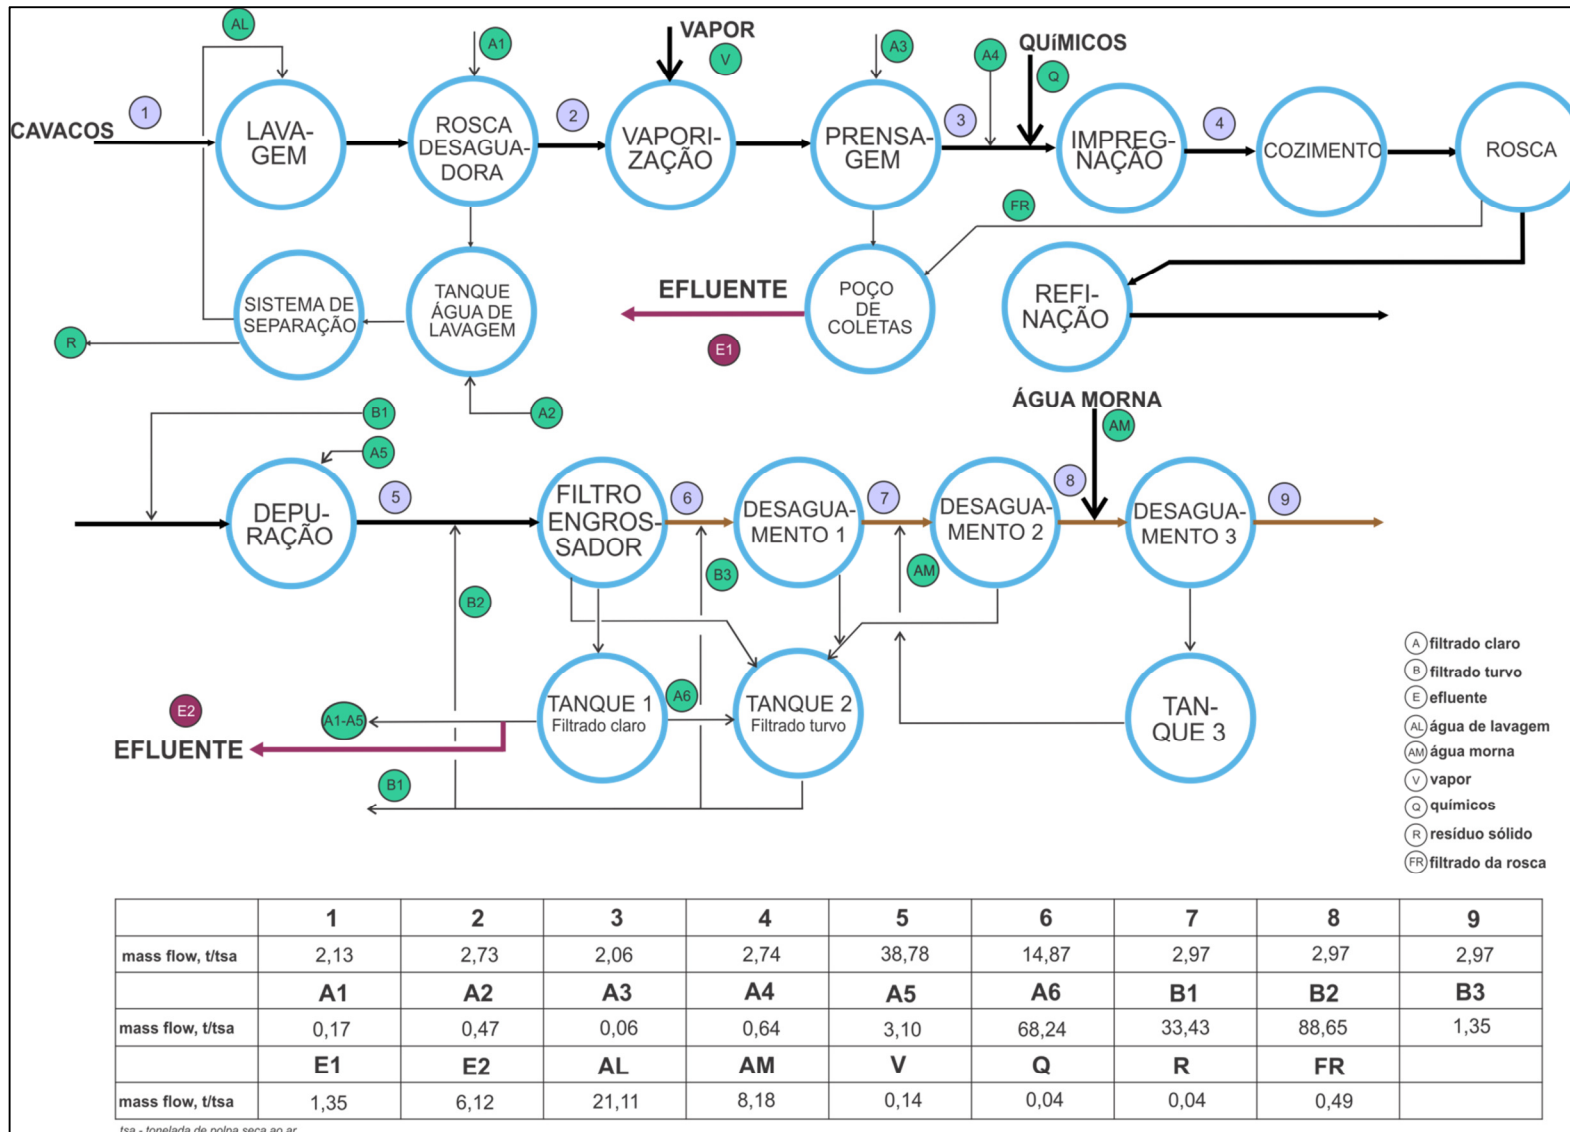 AL
A1
VAPOR
V
A3
A4
QUíMICOS
Q
CAVACOS
1
LAVA-
GEM
ROSCA
DESAGUA-
DORA
2
VAPORI-
ZAÇÃO
PRENSA-
GEM
3
IMPREG-
NAÇÃO
4
COZIMENTO
ROSCA
FR
SISTEMA DE
SEPARAÇÃO
TANQUE
ÁGUA DE
LAVAGEM
EFLUENTE
E1
POÇO
DE
COLETAS
REFI-
NAÇÃO
R
A2
B1
A5
ÁGUA MORNA
AM
DEPU-
RAÇÃO
5
FILTRO
ENGROS-
SADOR
6
DESAGUA-
MENTO 1
7
DESAGUA-
MENTO 2
8
DESAGUA-
MENTO 3
9
B2
B3
AM
E2
EFLUENTE
A1-A5
TANQUE 1
Filtrado claro
A6
TANQUE 2
Filtrado turvo
TAN-
QUE 3
B1
A filtrado claro
B filtrado turvo
E efluente
AL água de lavagem
AM água morna
V vapor
Q químicos
R resíduo sólido
FR filtrado da rosca
1 2 3 4 5 6 7 8 9
mass flow, t/tsa 2,13 2,73 2,06 2,74 38,78 14,87 2,97 2,97 2,97
A1 A2 A3 A4 A5 A6 B1 B2 B3
mass flow, t/tsa 0,17 0,47 0,06 0,64 3,10 68,24 33,43 88,65 1,35
E1 E2 AL AM V Q R FR
mass flow, t/tsa 1,35 6,12 21,11 8,18 0,14 0,04 0,04 0,49
tsa - tonelada de polpa seca ao ar